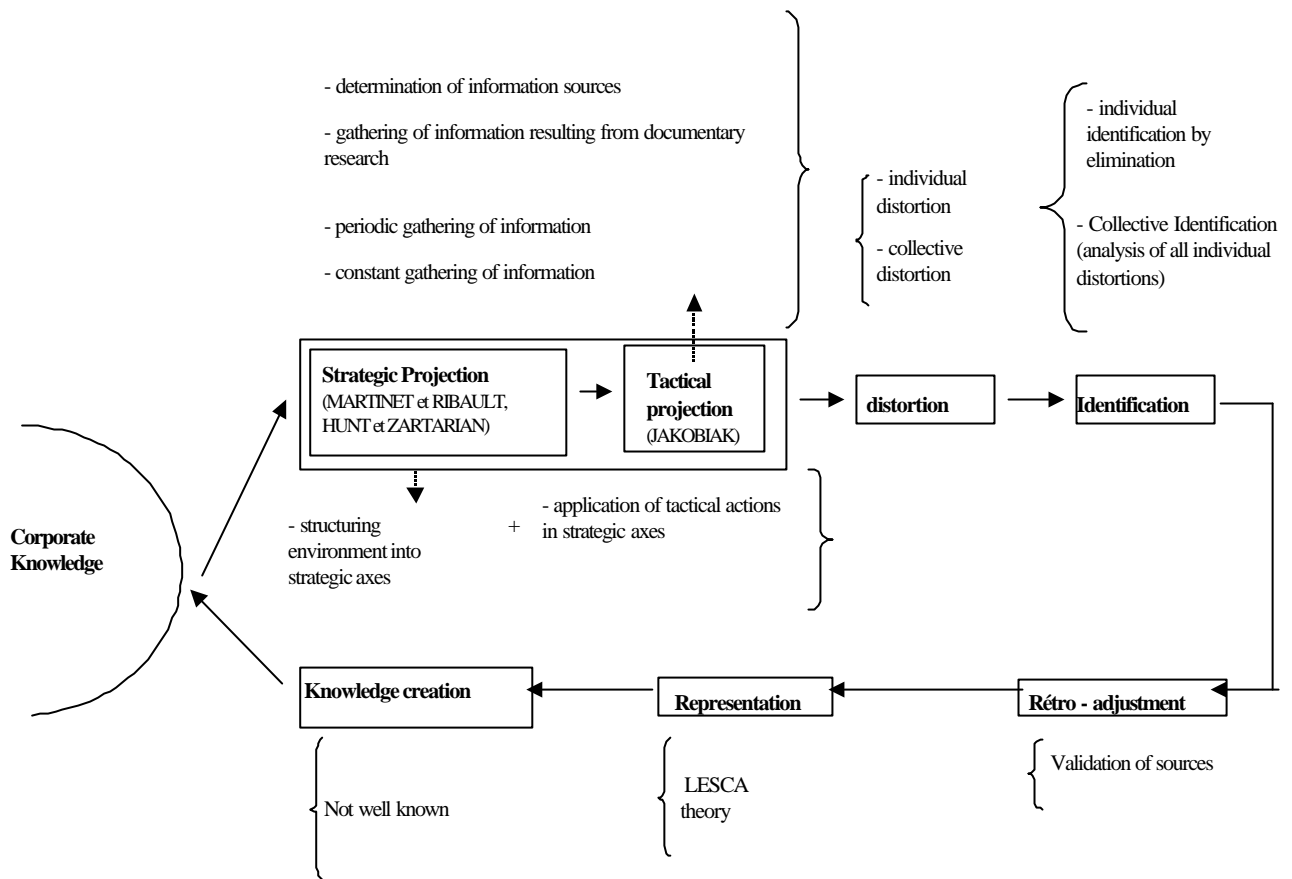 - determination of information sources
- gathering of information resulting from documentary
research
- periodic gathering of information
- constant gathering of information
- individual
distortion
- collective
distortion
- individual
identification by
elimination
- Collective Identification
(analysis of all individual
distortions)
Strategic Projection
(MARTINET et RIBAULT,
HUNT et ZARTARIAN)
Tactical
projection
(JAKOBIAK)
distortion
Identification
- structuring
environment into
strategic axes
+
- application of tactical actions
in strategic axes
Corporate
Knowledge
Knowledge creation
Representation
Rétro - adjustment
Not well known
LESCA
theory
Validation of sources